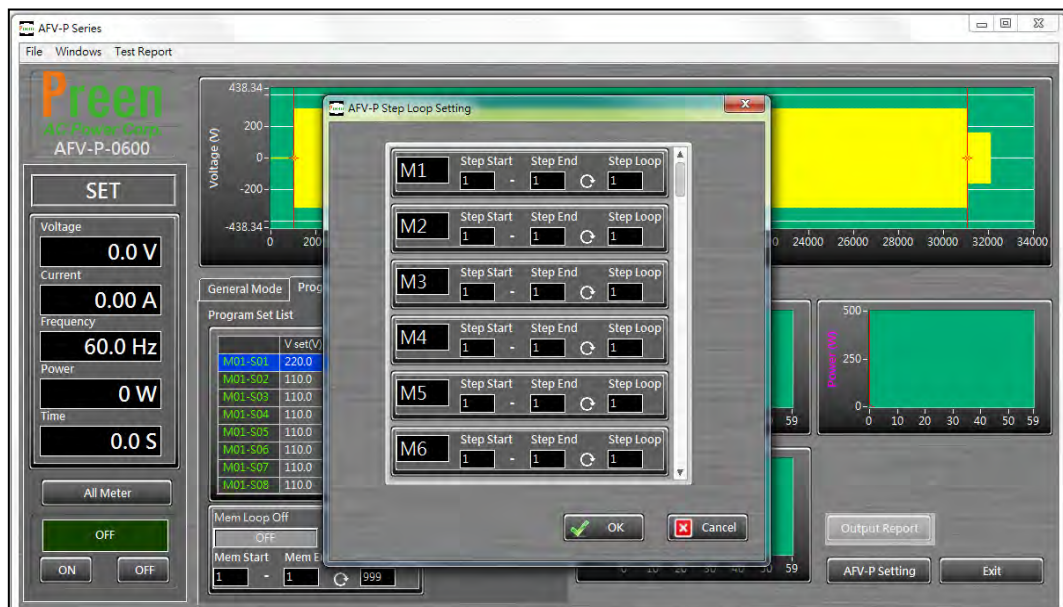 AFV-P Series
File Windows Test Report
Preen
AC Power Loop
AFV-P-0600
SET
Voltage
0.0 V
Current
0.00 A
Frequency
60.0 Hz
Power
0 W
Time
0.0 S
All Meter
OFF
ON OFF
Voltage (V)
438.34
200
0
-200
-438.34
0 24000 26000 28000 30000 32000 34000
General Mode
Program Set List
V set(V)
M01-S01 220.0
M01-S02 110.0
M01-S03 110.0
M01-S04 110.0
M01-S05 110.0
M01-S06 110.0
M01-S07 110.0
M01-S08 110.0
Mem Loop Off
OFF
Mem Start
1 - 1 999
AFV-P Step Loop Setting
M1 Step Start Step End Step Loop
1 - 1 1
M2 Step Start Step End Step Loop
1 - 1 1
M3 Step Start Step End Step Loop
1 - 1 1
M4 Step Start Step End Step Loop
1 - 1 1
M5 Step Start Step End Step Loop
1 - 1 1
M6 Step Start Step End Step Loop
1 - 1 1
OK Cancel
59
Power (W)
500
250
0
0 10 20 30 40 50 59
0 10 20 30 40 50 59
Output Report
AFV-P Setting Exit